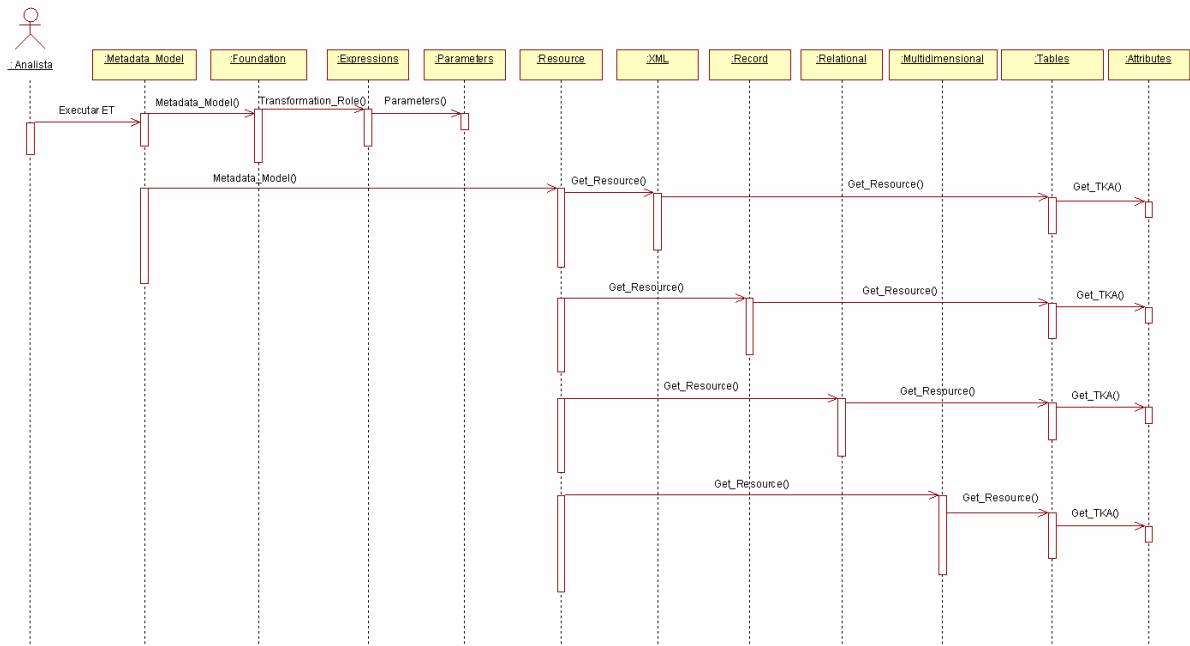 : Analista
:Metadata_Model
:Foundation
:Expressions
:Parameters
:Resource
:XML
:Record
:Relational
:Multidimensional
:Tables
:Attributes
Executar ET
Metadata_Model()
Transformation_Role()
Parameters()
Metadata_Model()
Get_Resource()
Get_Resource()
Get_TKA()
Get_Resource()
Get_Resource()
Get_TKA()
Get_Resource()
Get_Resource()
Get_TKA()
Get_Resource()
Get_Resource()
Get_TKA()